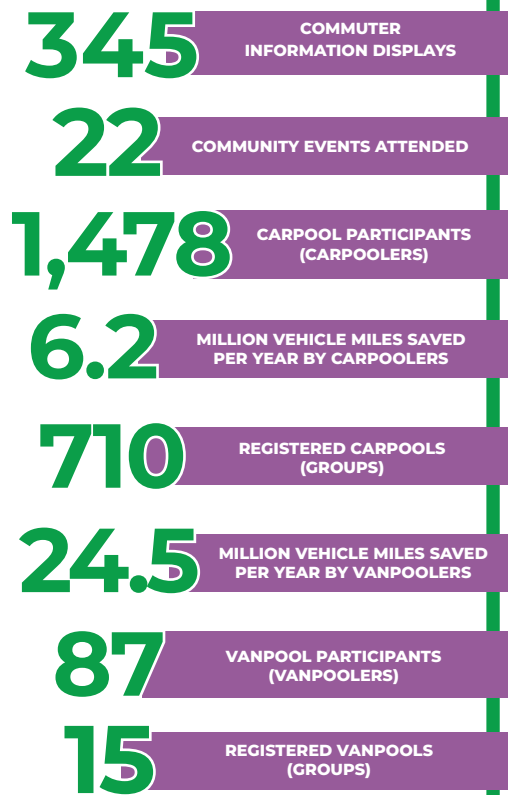 345
COMMUTER
INFORMATION DISPLAYS
22
COMMUNITY EVENTS ATTENDED
1,478
CARPOOL PARTICIPANTS
(CARPOOLERS)
6.2
MILLION VEHICLE MILES SAVED
PER YEAR BY CARPOOLERS
710
REGISTERED CARPOOLS
(GROUPS)
24.5
MILLION VEHICLE MILES SAVED
PER YEAR BY VANPOOLERS
87
VANPOOL PARTICIPANTS
(VANPOOLERS)
15
REGISTERED VANPOOLS
(GROUPS)